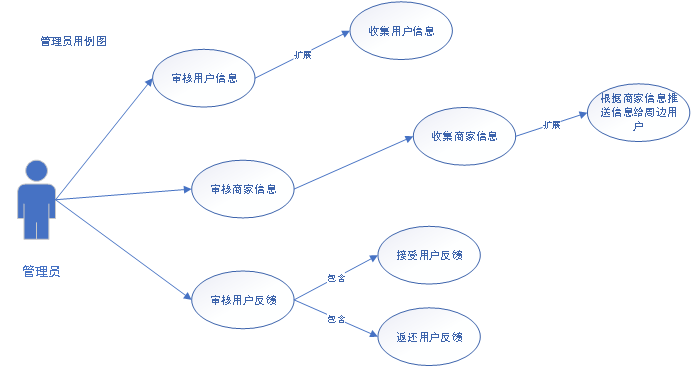 管理员用例图
收集用户信息
扩展
审核用户信息
根据商家信息推
送信息给周边用
户
扩展
收集商家信息
审核商家信息
管理员
接受用户反馈
包含
审核用户反馈
包含
返还用户反馈